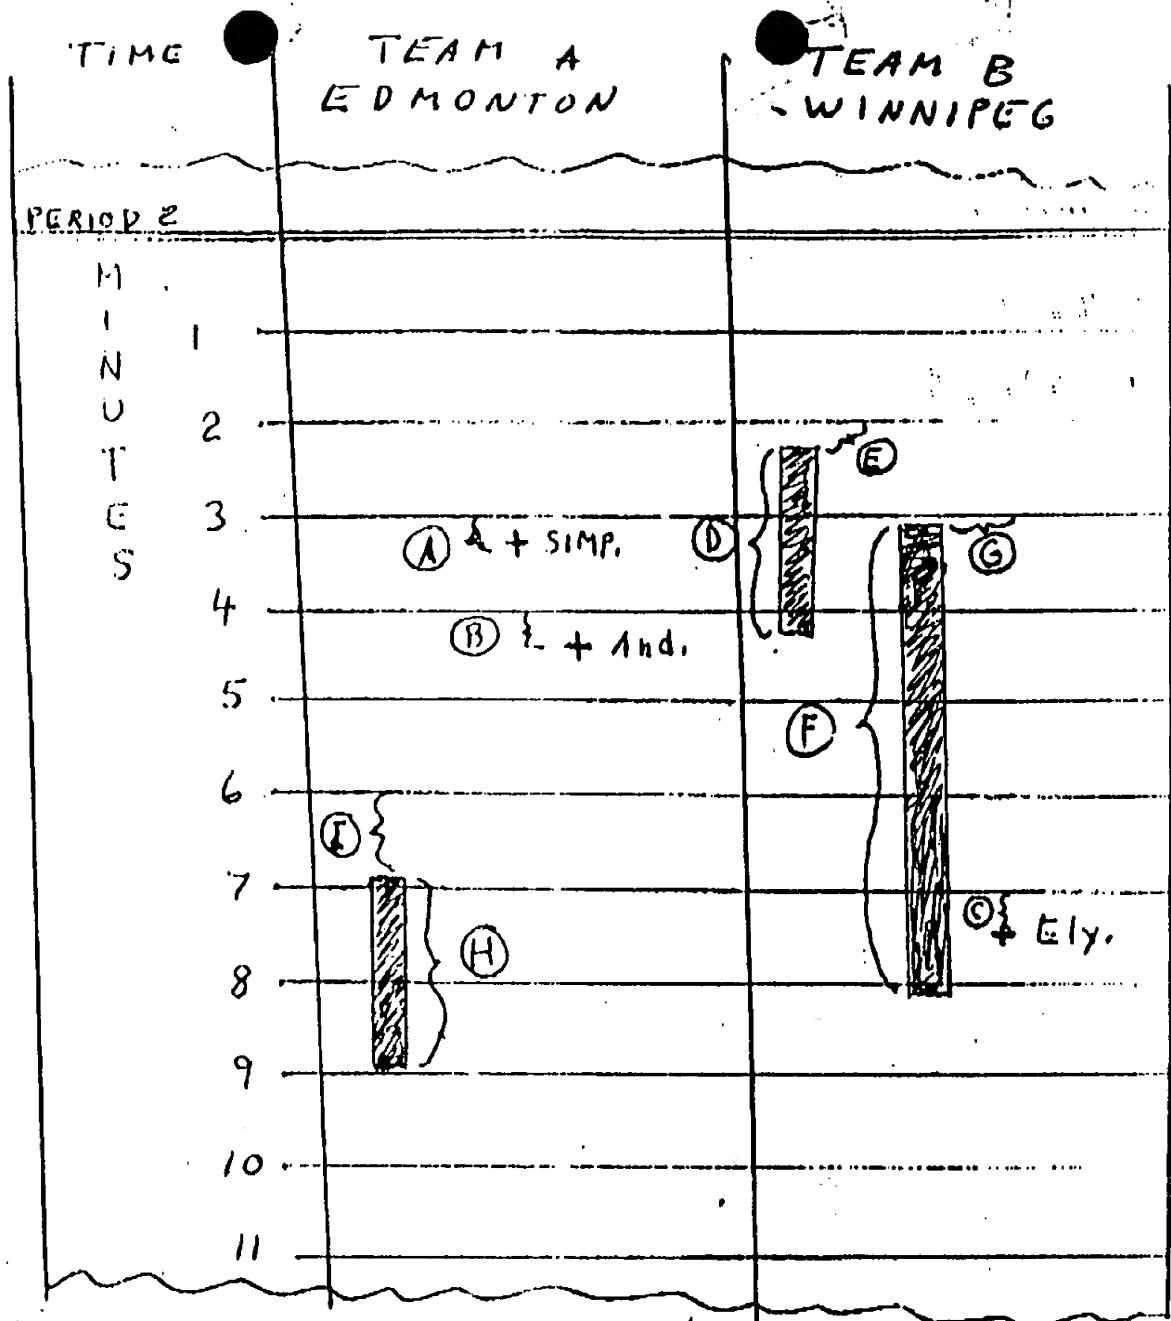 TIME TEAM A TEAM B
EDMONTON WINNIPEG
PERIOD 2
MINUTES
1
2
E
3
A + SIMP. D G
4
B + And.
5
F
6
I
7
C + Ely.
H
8
9
10
11